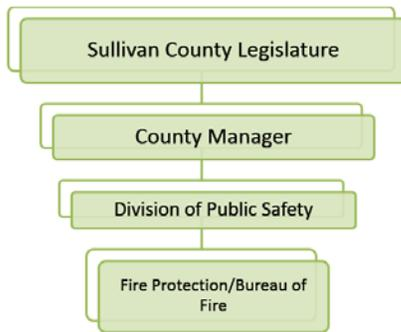 Sullivan County Legislature
County Manager
Division of Public Safety
Fire Protection/Bureau of
Fire